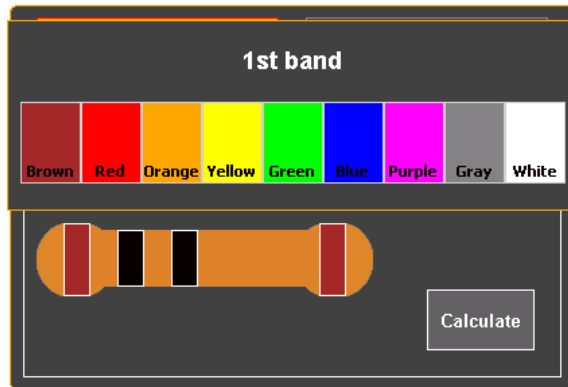 1st band
Brown Red Orange Yellow Green Blue Purple Gray White
Calculate